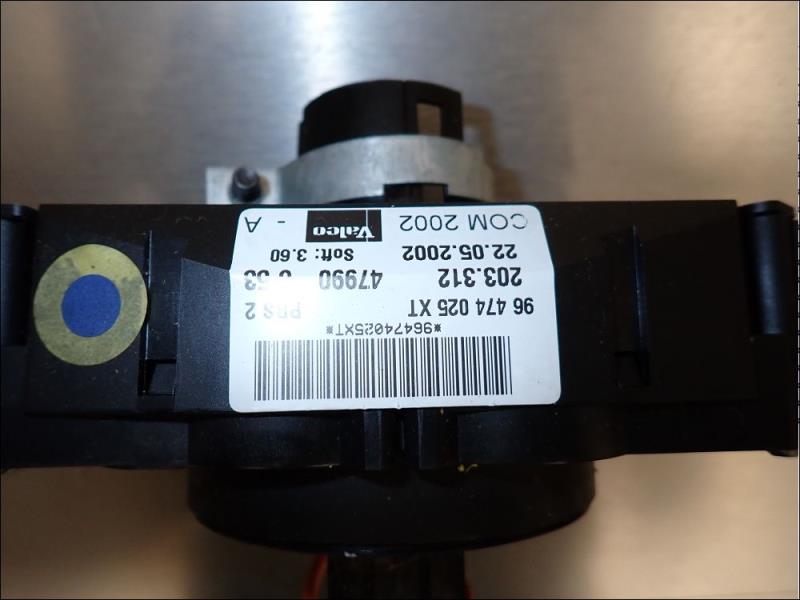 *96474025XT*
96 474 025 XT PRS 2
203.312 47990
22.05.2002 Soft: 3.60
COM 2002 Valeo - A